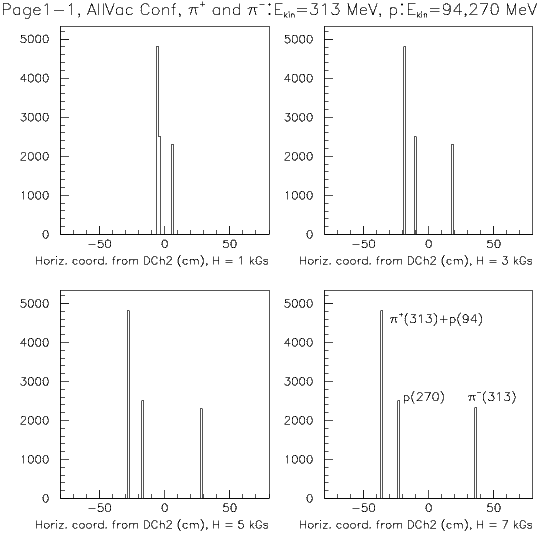 Page1−1, AllVac Conf, π⁺ and π⁻:Eₖᵢₙ=313 MeV, p:Eₖᵢₙ=94,270 MeV
5000
4000
3000
2000
1000
0
−50 0 50
Horiz. coord. from DCh2 (cm), H = 1 kGs
5000
4000
3000
2000
1000
0
−50 0 50
Horiz. coord. from DCh2 (cm), H = 3 kGs
5000
4000
3000
2000
1000
0
−50 0 50
Horiz. coord. from DCh2 (cm), H = 5 kGs
5000
π⁺(313)+p(94)
4000
3000
p(270) π⁻(313)
2000
1000
0
−50 0 50
Horiz. coord. from DCh2 (cm), H = 7 kGs